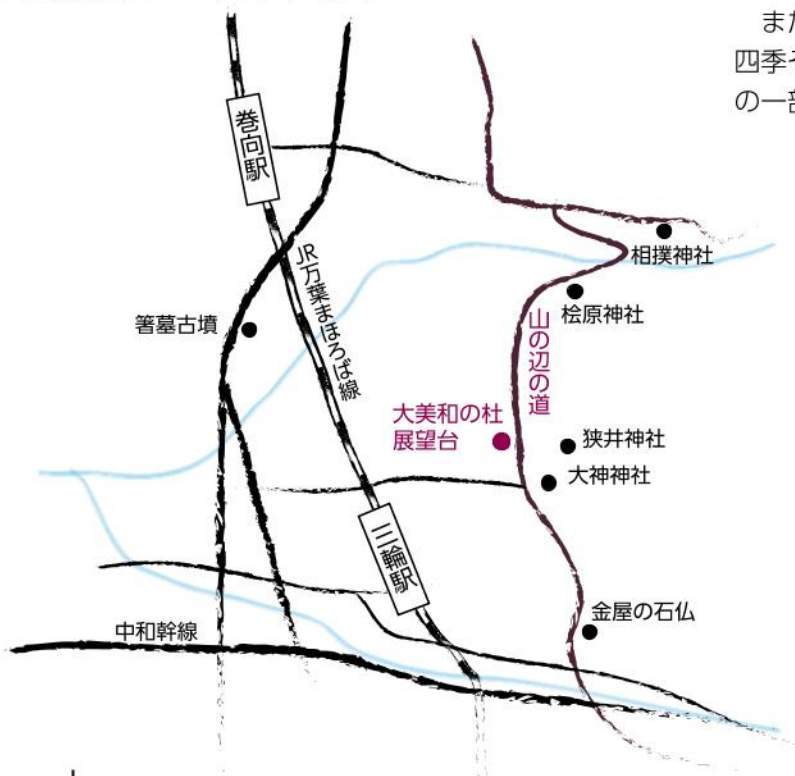 また
四季そ
の一部
巻向駅
JR万葉まほろば線
相撲神社
箸墓古墳
桧原神社
山の辺の道
大美和の杜
展望台
狭井神社
大神神社
三輪駅
金屋の石仏
中和幹線